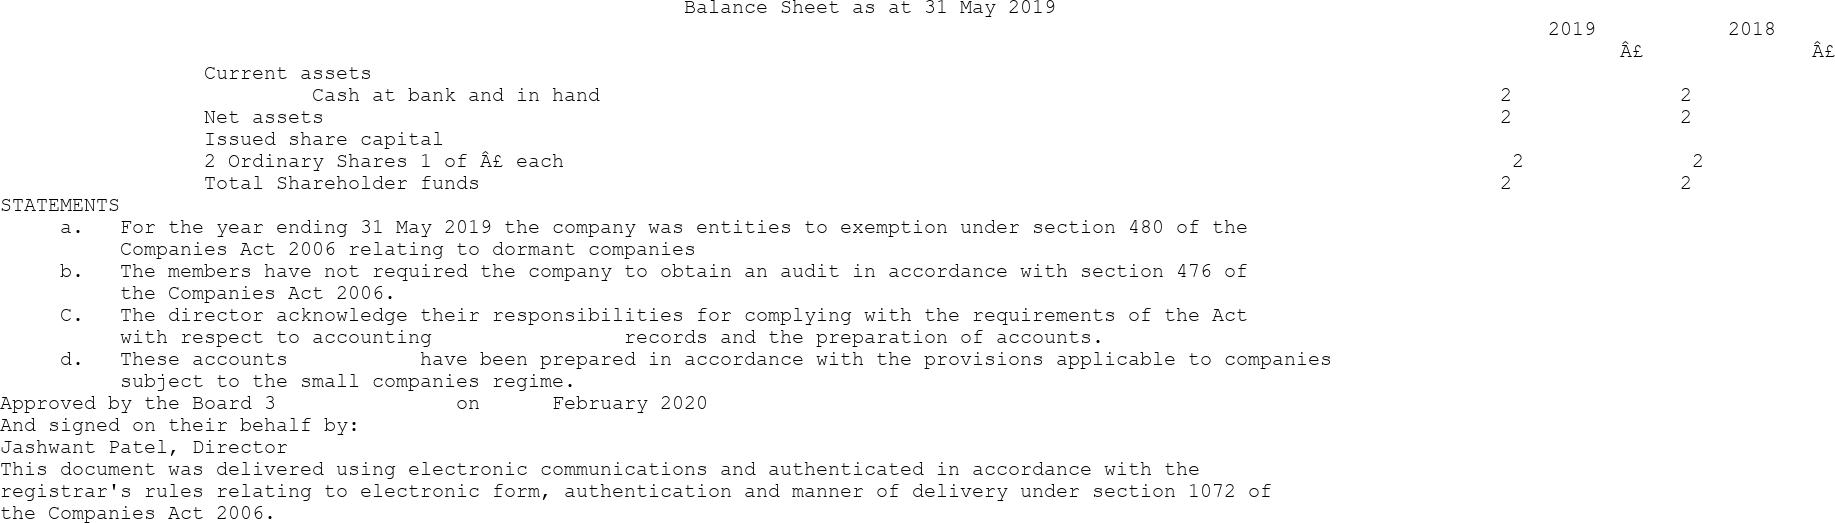 Balance Sheet as at 31 May 2019
2019 2018
Â£ Â£
Current assets
Cash at bank and in hand 2 2
Net assets 2 2
Issued share capital
2 Ordinary Shares 1 of Â£ each 2 2
Total Shareholder funds 2 2
STATEMENTS
a. For the year ending 31 May 2019 the company was entities to exemption under section 480 of the
Companies Act 2006 relating to dormant companies
b. The members have not required the company to obtain an audit in accordance with section 476 of
the Companies Act 2006.
C. The director acknowledge their responsibilities for complying with the requirements of the Act
with respect to accounting records and the preparation of accounts.
d. These accounts have been prepared in accordance with the provisions applicable to companies
subject to the small companies regime.
Approved by the Board 3 on February 2020
And signed on their behalf by:
Jashwant Patel, Director
This document was delivered using electronic communications and authenticated in accordance with the
registrar's rules relating to electronic form, authentication and manner of delivery under section 1072 of
the Companies Act 2006.